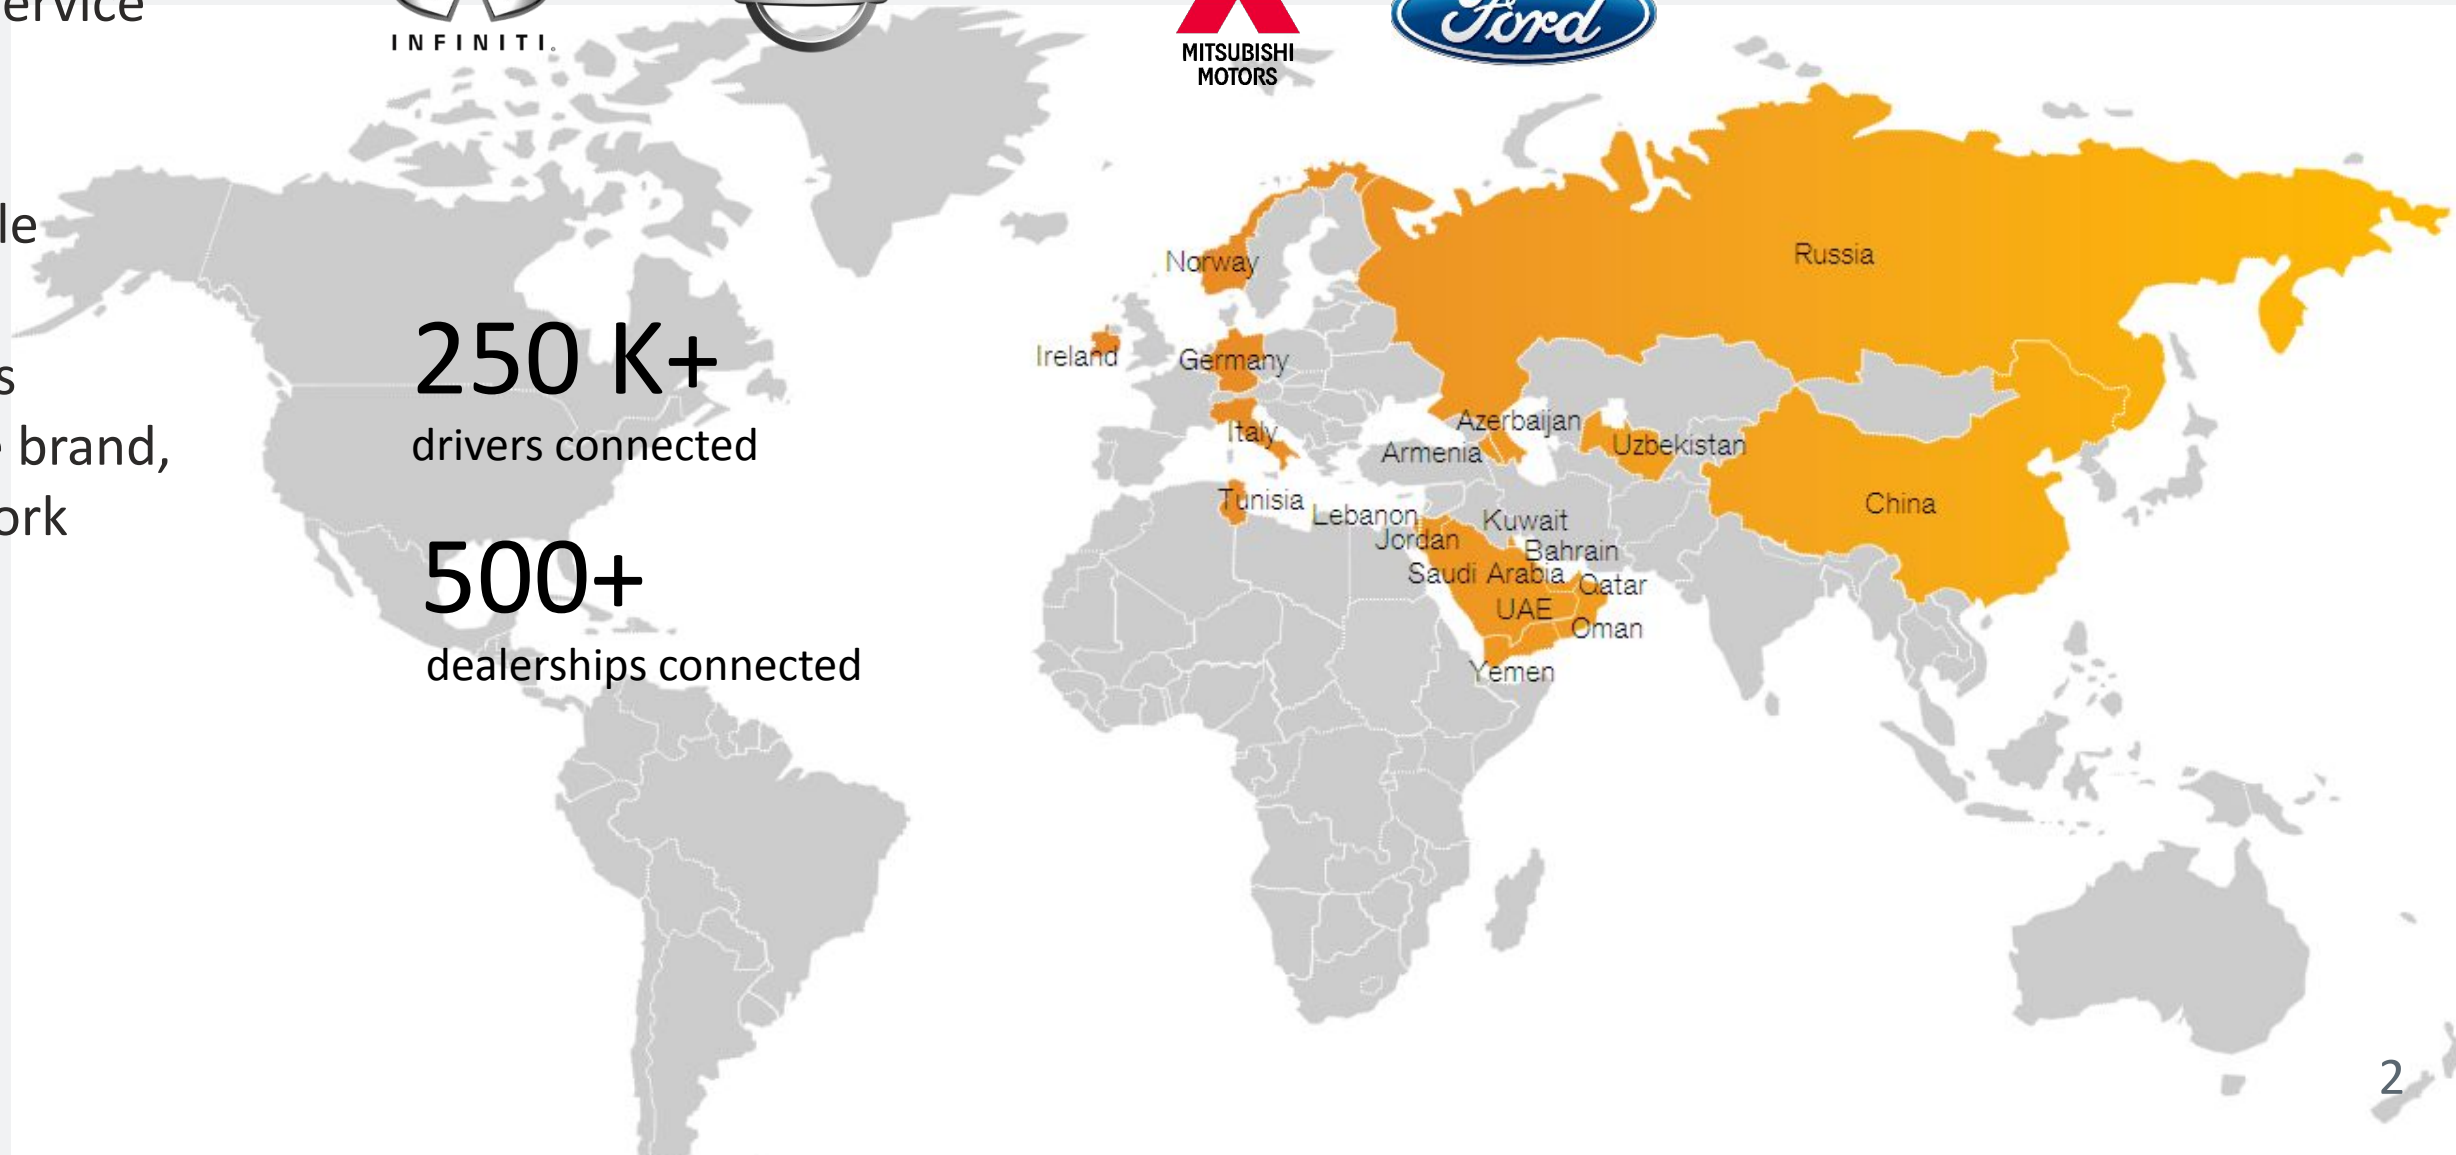 INFINITI
MITSUBISHI
MOTORS
Ford
brand,
250 K+
drivers connected
500+
dealerships connected
Norway
Russia
Ireland
Germany
Italy
Azerbaijan
Armenia
Uzbekistan
Tunisia
Lebanon
Jordan
Kuwait
Bahrain
China
Saudi Arabia
Qatar
UAE
Oman
Yemen
2